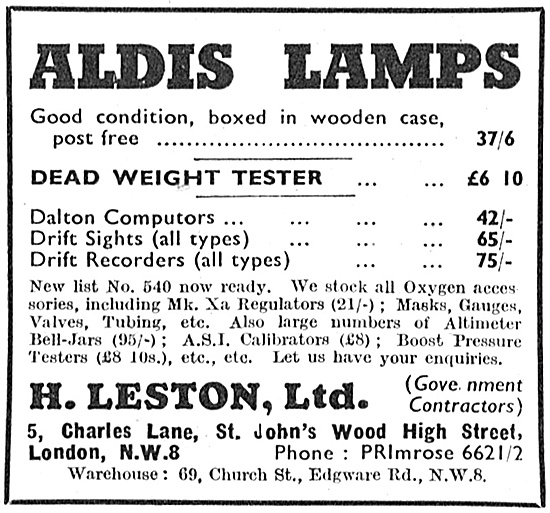 ALDIS LAMPS
Good condition, boxed in wooden case,
post free ..................................... 37/6
DEAD WEIGHT TESTER ... ... £6 10
Dalton Computors ... ... ... ... 42/-
Drift Sights (all types) ... ... ... 65/-
Drift Recorders (all types) ... ... 75/-
New list No. 540 now ready. We stock all Oxygen acces
sories, including Mk. Xa Regulators (21/-) ; Masks, Gauges,
Valves, Tubing, etc. Also large numbers of Altimeter
Bell-Jars (95/-) ; A.S.I. Calibrators (£8) ; Boost Pressure
Testers (£8 10s.), etc., etc. Let us have your enquiries.
H. LESTON, Ltd. (Gove nment
Contractors)
5, Charles Lane, St. John's Wood High Street,
London, N.W.8 Phone : PRImrose 6621/2
Warehouse : 69, Church St., Edgware Rd., N.W.8.